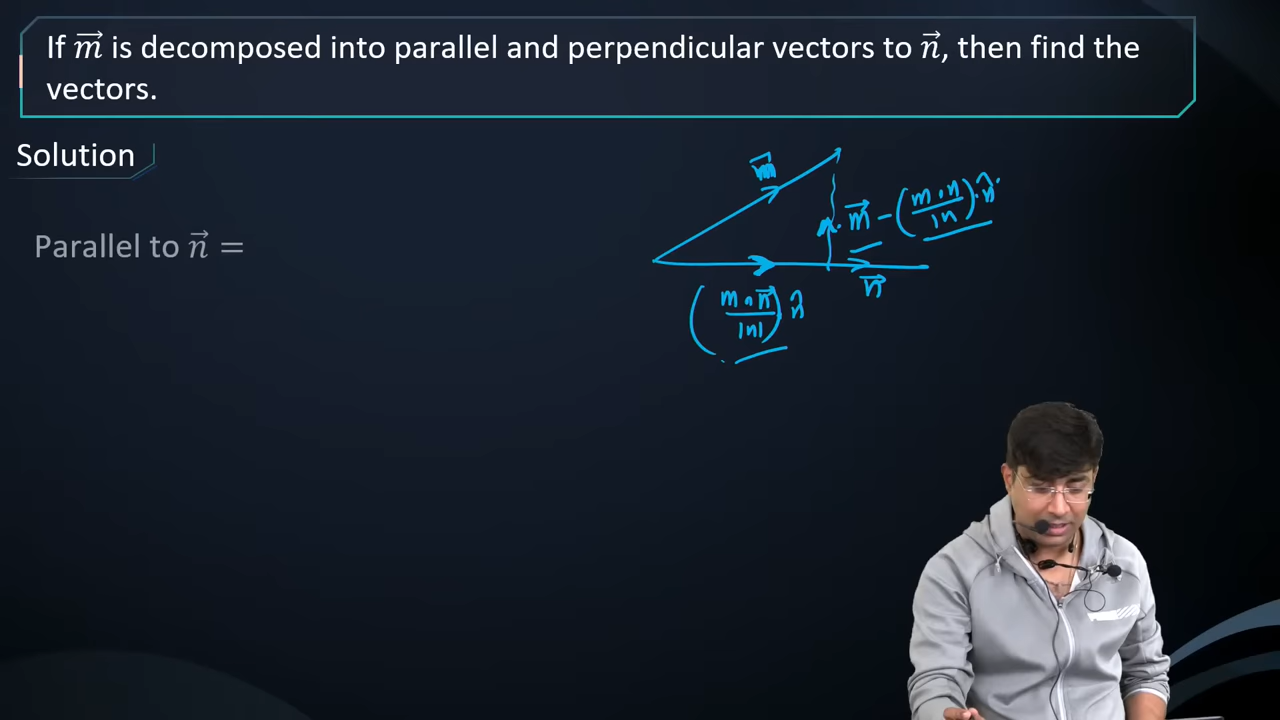 If m⃗ is decomposed into parallel and perpendicular vectors to n⃗, then find the
vectors.
Solution
m⃗
m⃗ - (m • n / |n|) · n̂
Parallel to n⃗ =
n⃗
(m • n⃗ / |n|) n̂